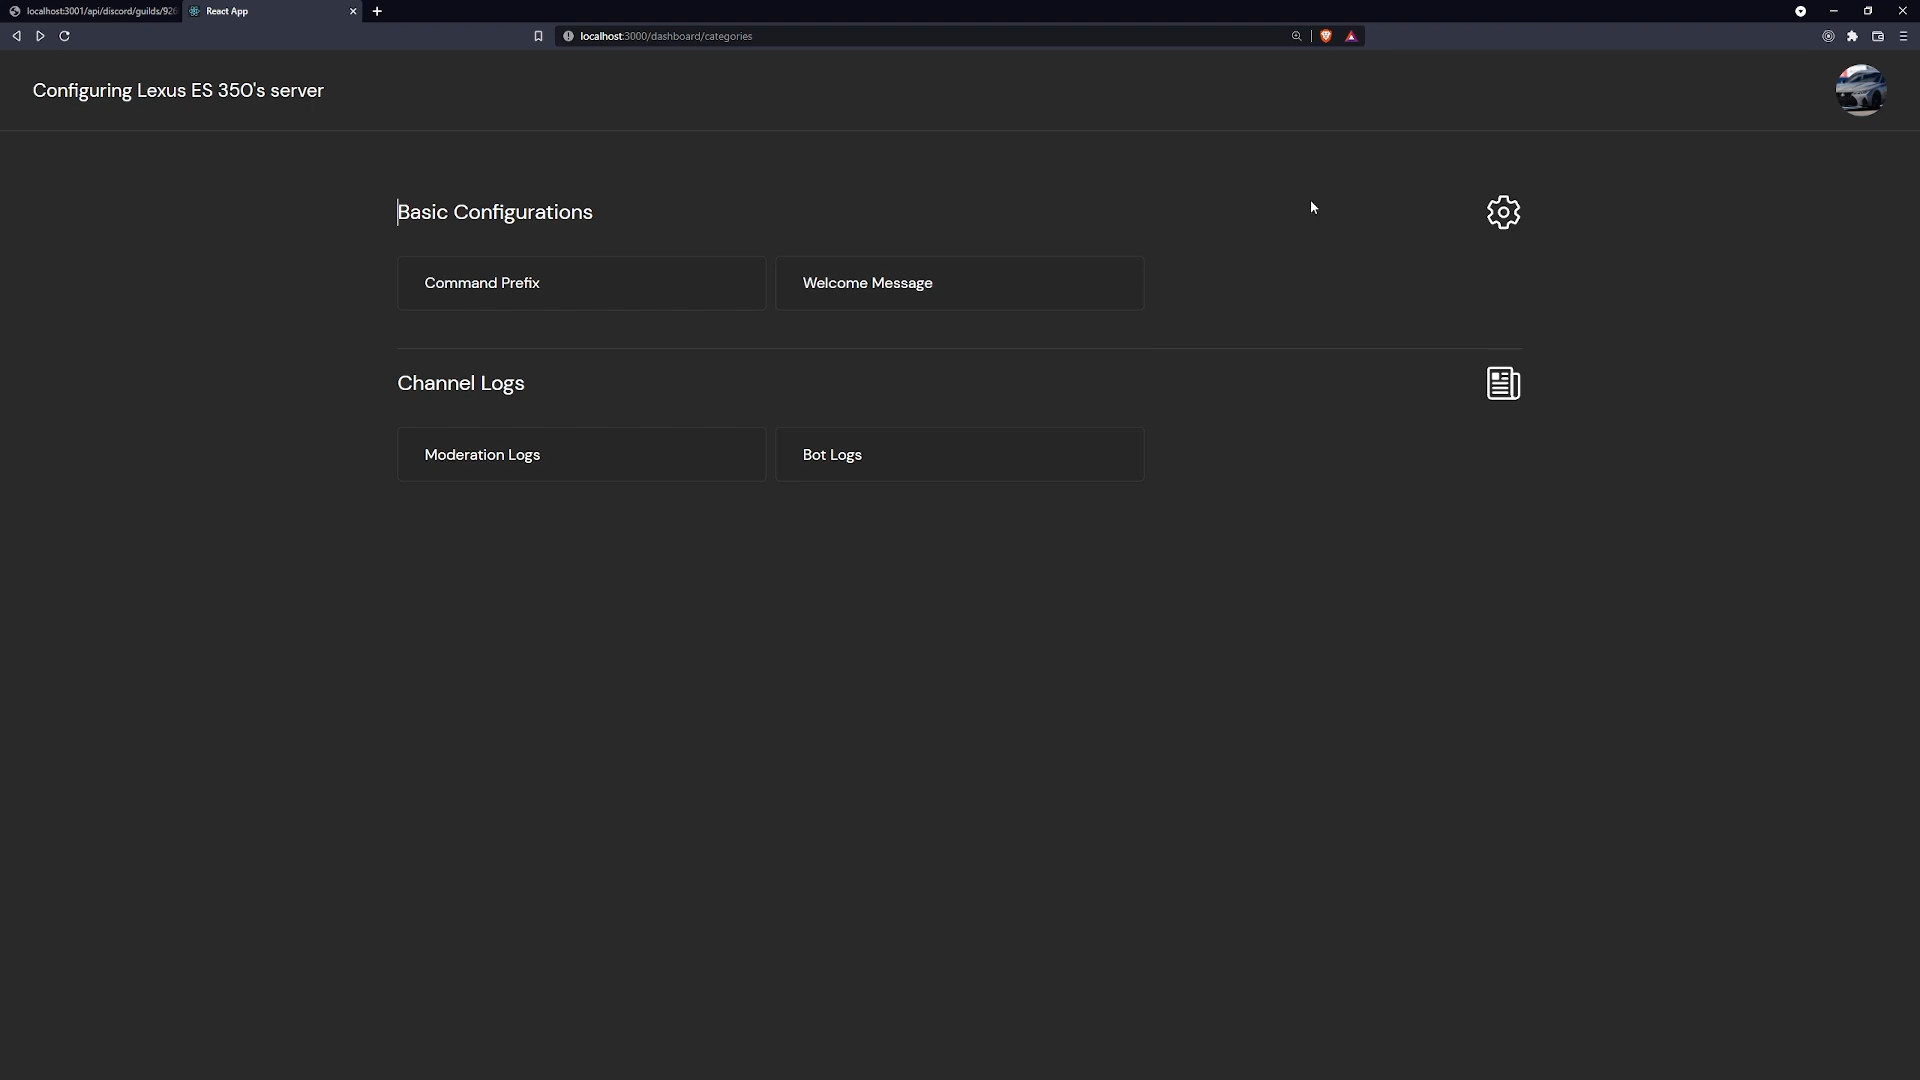 localhost:3001/api/discord/guilds/926
React App
localhost:3000/dashboard/categories
Configuring Lexus ES 350's server
Basic Configurations
Command Prefix
Welcome Message
Channel Logs
Moderation Logs
Bot Logs